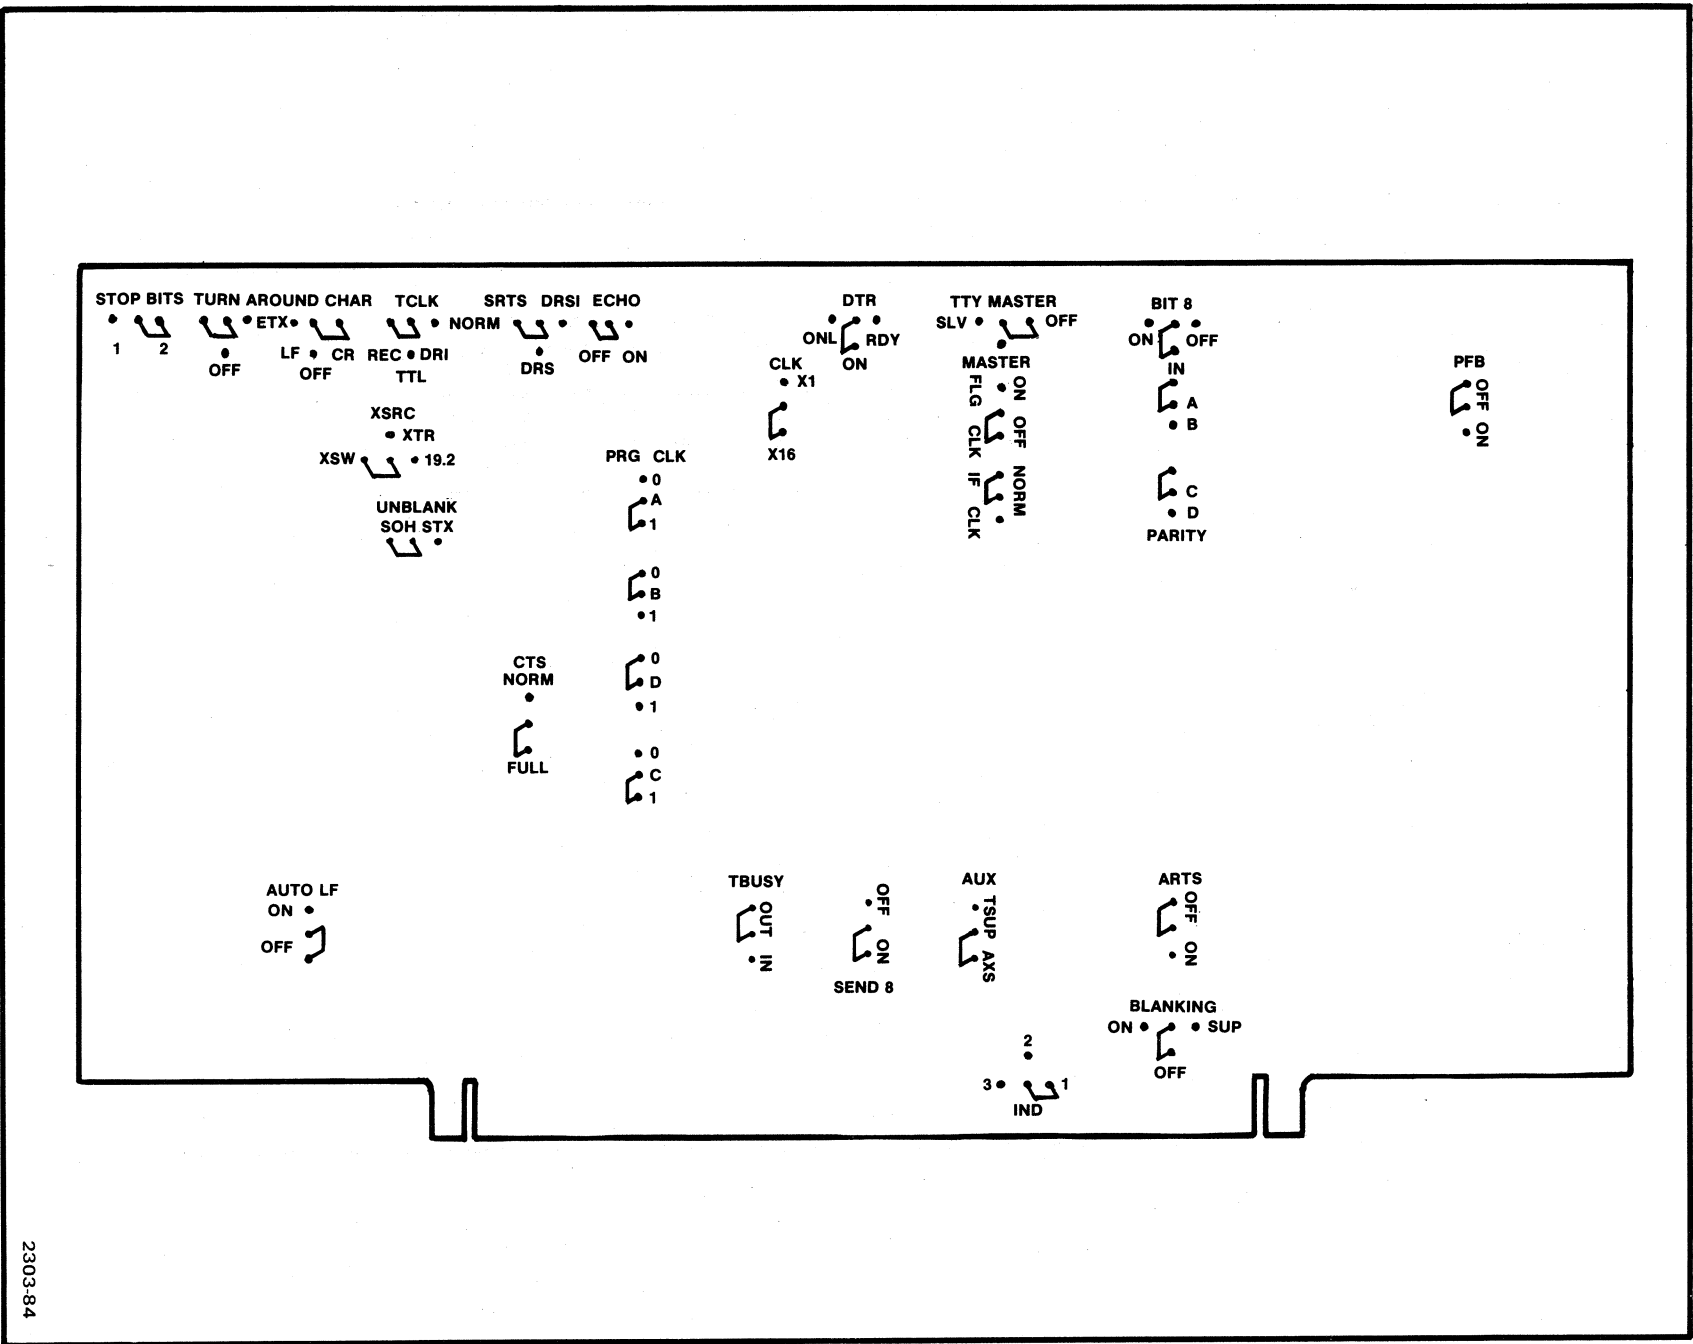 STOP BITS TURN AROUND CHAR TCLK SRTS DRSI ECHO
ETX NORM
1 2 LF CR REC DRI OFF ON
OFF OFF TTL DRS
DTR
ONL RDY
ON
TTY MASTER
SLV OFF
MASTER
BIT 8
ON OFF
IN
A
B
C
D
PARITY
PFB
OFF ON
CLK
X1
X16
FLG CLK IF CLK
ON OFF NORM
XSRC
XTR
XSW 19.2
UNBLANK
SOH STX
PRG CLK
0
A
1
0
B
1
0
D
1
0
C
1
CTS
NORM
FULL
AUTO LF
ON
OFF
TBUSY
OUT IN
OFF ON
SEND 8
AUX
TSUP AXS
ARTS
OFF ON
BLANKING
ON SUP
OFF
2
3 1
IND
2303-84